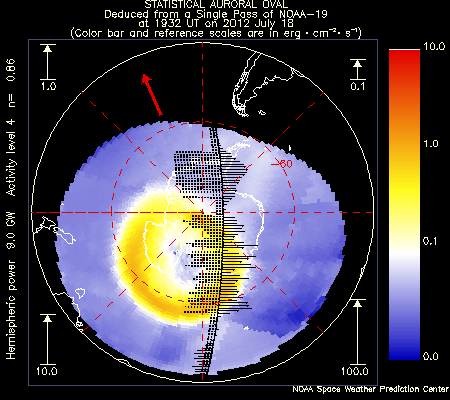 STATISTICAL AURORAL OVAL
Deduced from a Single Pass of NOAA-19
at 1932 UT on 2012 July 18
(Color bar and reference scales are in erg · cm⁻² · s⁻¹)
1.0
0.1
10.0
1.0
0.1
0.0
-60
10.0
100.0
Hemispheric power 9.0 GW Activity level 4 n= 0.86
NOAA Space Weather Prediction Center